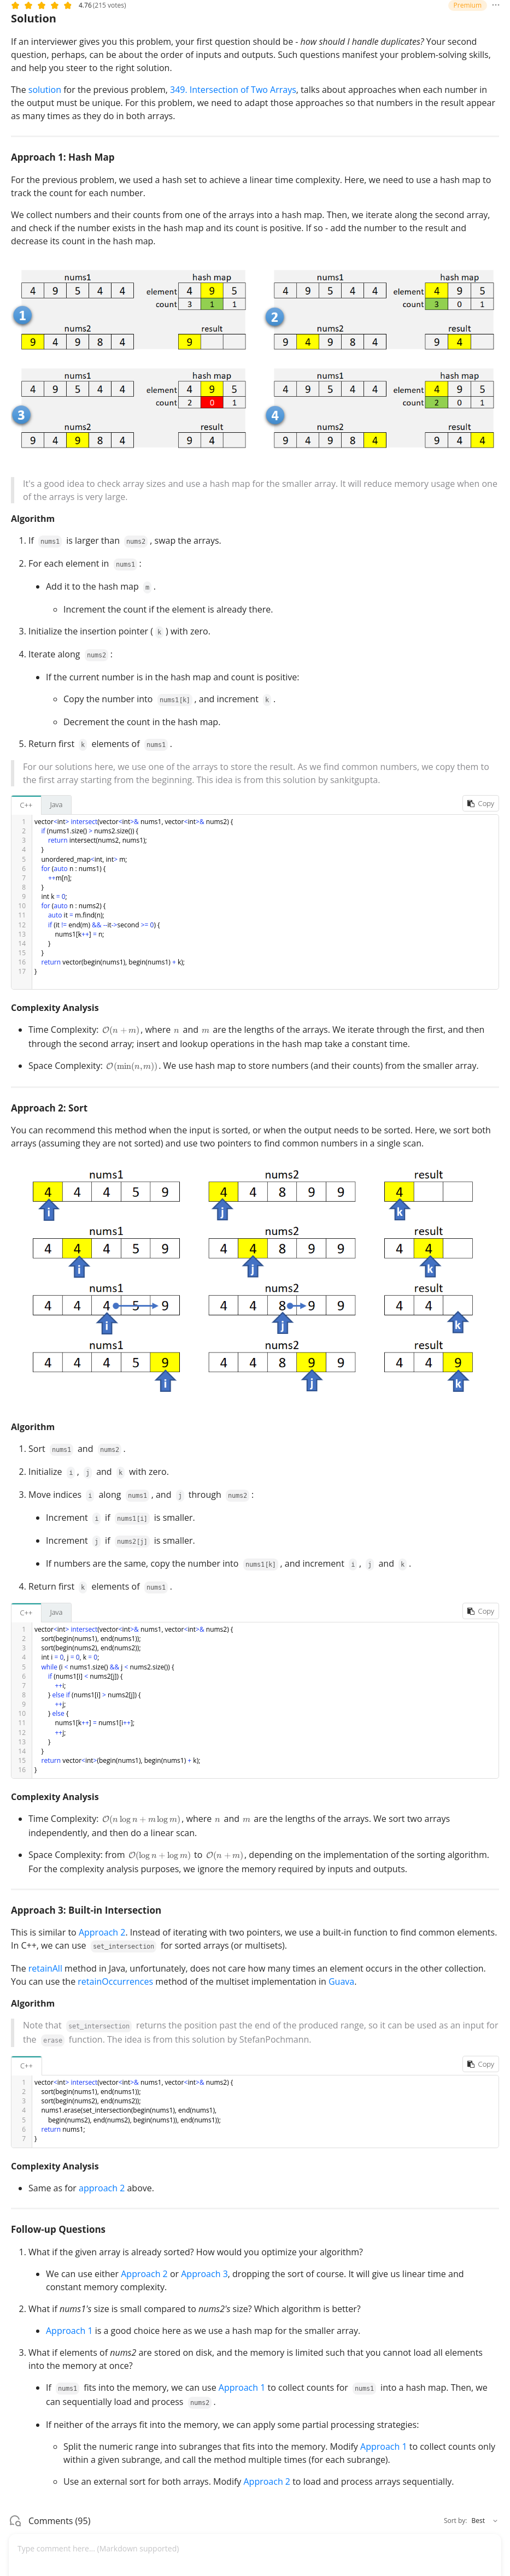 4.76 (215 votes)
Premium
Solution
If an interviewer gives you this problem, your first question should be - how should I handle duplicates? Your second
question, perhaps, can be about the order of inputs and outputs. Such questions manifest your problem-solving skills,
and help you steer to the right solution.
The solution for the previous problem, 349. Intersection of Two Arrays, talks about approaches when each number in
the output must be unique. For this problem, we need to adapt those approaches so that numbers in the result appear
as many times as they do in both arrays.
Approach 1: Hash Map
For the previous problem, we used a hash set to achieve a linear time complexity. Here, we need to use a hash map to
track the count for each number.
We collect numbers and their counts from one of the arrays into a hash map. Then, we iterate along the second array,
and check if the number exists in the hash map and its count is positive. If so - add the number to the result and
decrease its count in the hash map.
nums1 hash map
4 9 5 4 4 element 4 9 5
count 3 1 1
1
nums2 result
9 4 9 8 4 9
nums1 hash map
4 9 5 4 4 element 4 9 5
count 3 0 1
2
nums2 result
9 4 9 8 4 9 4
nums1 hash map
4 9 5 4 4 element 4 9 5
count 2 0 1
3
nums2 result
9 4 9 8 4 9 4
nums1 hash map
4 9 5 4 4 element 4 9 5
count 2 0 1
4
nums2 result
9 4 9 8 4 9 4 4
It's a good idea to check array sizes and use a hash map for the smaller array. It will reduce memory usage when one
of the arrays is very large.
Algorithm
1. If nums1 is larger than nums2 , swap the arrays.
2. For each element in nums1 :
• Add it to the hash map m .
◦ Increment the count if the element is already there.
3. Initialize the insertion pointer ( k ) with zero.
4. Iterate along nums2 :
• If the current number is in the hash map and count is positive:
◦ Copy the number into nums1[k] , and increment k .
◦ Decrement the count in the hash map.
5. Return first k elements of nums1 .
For our solutions here, we use one of the arrays to store the result. As we find common numbers, we copy them to
the first array starting from the beginning. This idea is from this solution by sankitgupta.
C++ Java Copy
1 vector<int> intersect(vector<int>& nums1, vector<int>& nums2) {
2 if (nums1.size() > nums2.size()) {
3 return intersect(nums2, nums1);
4 }
5 unordered_map<int, int> m;
6 for (auto n : nums1) {
7 ++m[n];
8 }
9 int k = 0;
10 for (auto n : nums2) {
11 auto it = m.find(n);
12 if (it != end(m) && --it->second >= 0) {
13 nums1[k++] = n;
14 }
15 }
16 return vector(begin(nums1), begin(nums1) + k);
17 }
Complexity Analysis
• Time Complexity: O(n + m), where n and m are the lengths of the arrays. We iterate through the first, and then
through the second array; insert and lookup operations in the hash map take a constant time.
• Space Complexity: O(min(n, m)). We use hash map to store numbers (and their counts) from the smaller array.
Approach 2: Sort
You can recommend this method when the input is sorted, or when the output needs to be sorted. Here, we sort both
arrays (assuming they are not sorted) and use two pointers to find common numbers in a single scan.
nums1 nums2 result
4 4 4 5 9 4 4 8 9 9 4
i j k
nums1 nums2 result
4 4 4 5 9 4 4 8 9 9 4 4
i j k
nums1 nums2 result
4 4 4 5 9 4 4 8 9 9 4 4
i j k
nums1 nums2 result
4 4 4 5 9 4 4 8 9 9 4 4 9
i j k
Algorithm
1. Sort nums1 and nums2 .
2. Initialize i , j and k with zero.
3. Move indices i along nums1 , and j through nums2 :
• Increment i if nums1[i] is smaller.
• Increment j if nums2[j] is smaller.
• If numbers are the same, copy the number into nums1[k] , and increment i , j and k .
4. Return first k elements of nums1 .
C++ Java Copy
1 vector<int> intersect(vector<int>& nums1, vector<int>& nums2) {
2 sort(begin(nums1), end(nums1));
3 sort(begin(nums2), end(nums2));
4 int i = 0, j = 0, k = 0;
5 while (i < nums1.size() && j < nums2.size()) {
6 if (nums1[i] < nums2[j]) {
7 ++i;
8 } else if (nums1[i] > nums2[j]) {
9 ++j;
10 } else {
11 nums1[k++] = nums1[i++];
12 ++j;
13 }
14 }
15 return vector<int>(begin(nums1), begin(nums1) + k);
16 }
Complexity Analysis
• Time Complexity: O(n log n + m log m), where n and m are the lengths of the arrays. We sort two arrays
independently, and then do a linear scan.
• Space Complexity: from O(log n + log m) to O(n + m), depending on the implementation of the sorting algorithm.
For the complexity analysis purposes, we ignore the memory required by inputs and outputs.
Approach 3: Built-in Intersection
This is similar to Approach 2. Instead of iterating with two pointers, we use a built-in function to find common elements.
In C++, we can use set_intersection for sorted arrays (or multisets).
The retainAll method in Java, unfortunately, does not care how many times an element occurs in the other collection.
You can use the retainOccurrences method of the multiset implementation in Guava.
Algorithm
Note that set_intersection returns the position past the end of the produced range, so it can be used as an input for
the erase function. The idea is from this solution by StefanPochmann.
C++ Copy
1 vector<int> intersect(vector<int>& nums1, vector<int>& nums2) {
2 sort(begin(nums1), end(nums1));
3 sort(begin(nums2), end(nums2));
4 nums1.erase(set_intersection(begin(nums1), end(nums1),
5 begin(nums2), end(nums2), begin(nums1)), end(nums1));
6 return nums1;
7 }
Complexity Analysis
• Same as for approach 2 above.
Follow-up Questions
1. What if the given array is already sorted? How would you optimize your algorithm?
• We can use either Approach 2 or Approach 3, dropping the sort of course. It will give us linear time and
constant memory complexity.
2. What if nums1's size is small compared to nums2's size? Which algorithm is better?
• Approach 1 is a good choice here as we use a hash map for the smaller array.
3. What if elements of nums2 are stored on disk, and the memory is limited such that you cannot load all elements
into the memory at once?
• If nums1 fits into the memory, we can use Approach 1 to collect counts for nums1 into a hash map. Then, we
can sequentially load and process nums2 .
• If neither of the arrays fit into the memory, we can apply some partial processing strategies:
◦ Split the numeric range into subranges that fits into the memory. Modify Approach 1 to collect counts only
within a given subrange, and call the method multiple times (for each subrange).
◦ Use an external sort for both arrays. Modify Approach 2 to load and process arrays sequentially.
Comments (95)
Sort by: Best
Type comment here... (Markdown supported)